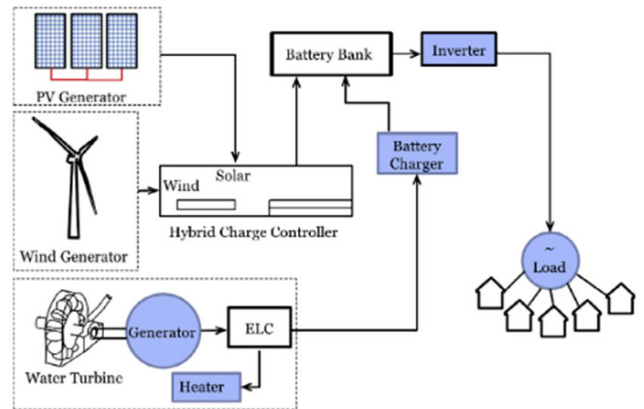 PV Generator
Battery Bank
Inverter
Battery
Charger
Solar
Wind
Hybrid Charge Controller
Wind Generator
~
Load
Generator
ELC
Water Turbine
Heater